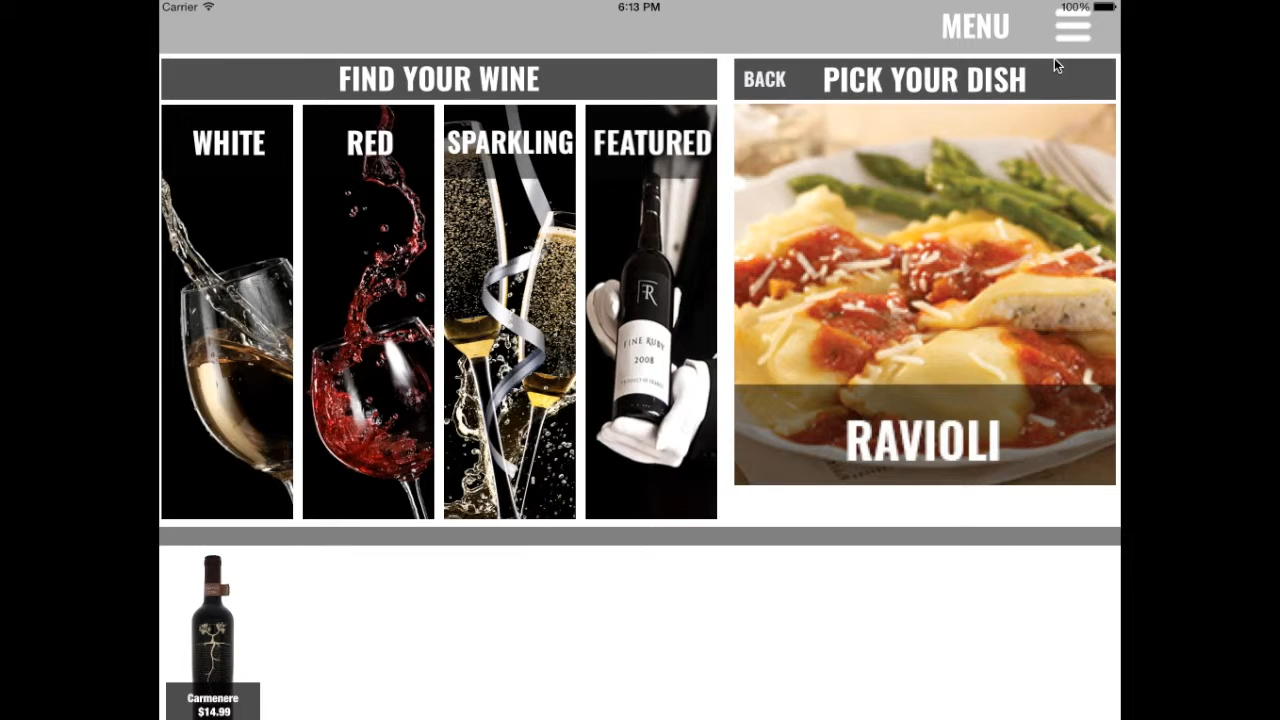 Carrier
6:13 PM
100%
MENU
FIND YOUR WINE
BACK
PICK YOUR DISH
WHITE
RED
SPARKLING
FEATURED
FR
FINE RUBY
2008
RAVIOLI
Carmenere
$14.99